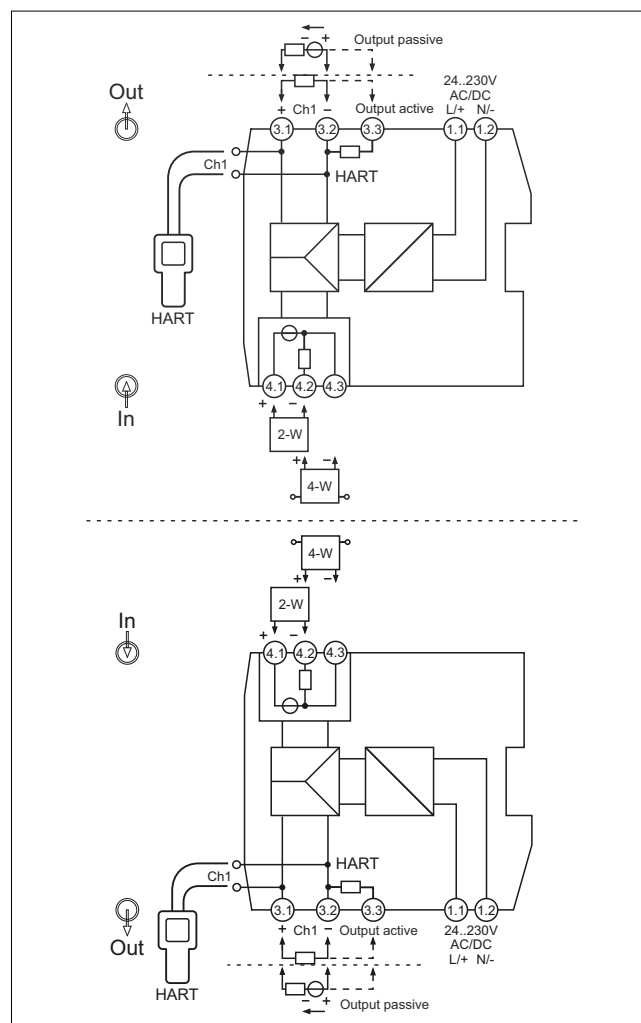 − + Output passive
24..230V
AC/DC
L/+ N/-
Out
+ Ch1 − Output active
3.1 3.2 3.3 1.1 1.2
Ch1
HART
HART
4.1 4.2 4.3
In
+ −
2-W
+ −
4-W
4-W
+ −
2-W
In
+ −
4.1 4.2 4.3
HART
Ch1
3.1 3.2 3.3 1.1 1.2
Out
+ Ch1 − Output active
24..230V
AC/DC
L/+ N/-
HART
− + Output passive